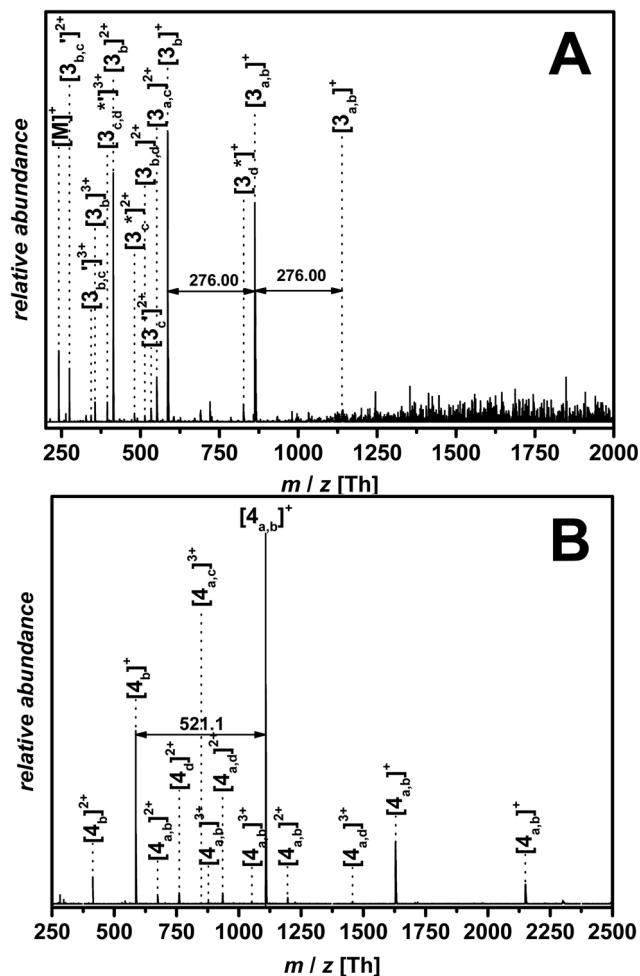 A
relative abundance
[M]+
[3b,c']2+
[3b,c']3+
[3b]3+
[3ċ,d*']3+
[3b]2+
[3c*]2+
[3b,d]2+
[3ċ']2+
[3a,c]2+
[3b]+
[3d*]+
[3a,b]+
[3a,b]+
276.00
276.00
250 500 750 1000 1250 1500 1750 2000
m / z [Th]
B
relative abundance
[4b]2+
[4b]+
[4a,b]2+
[4d]2+
[4a,c]3+
[4a,b]3+
[4a,d]2+
[4a,b]3+
[4a,b]+
[4a,b]2+
[4a,d]3+
[4a,b]+
[4a,b]+
521.1
250 500 750 1000 1250 1500 1750 2000 2250 2500
m / z [Th]